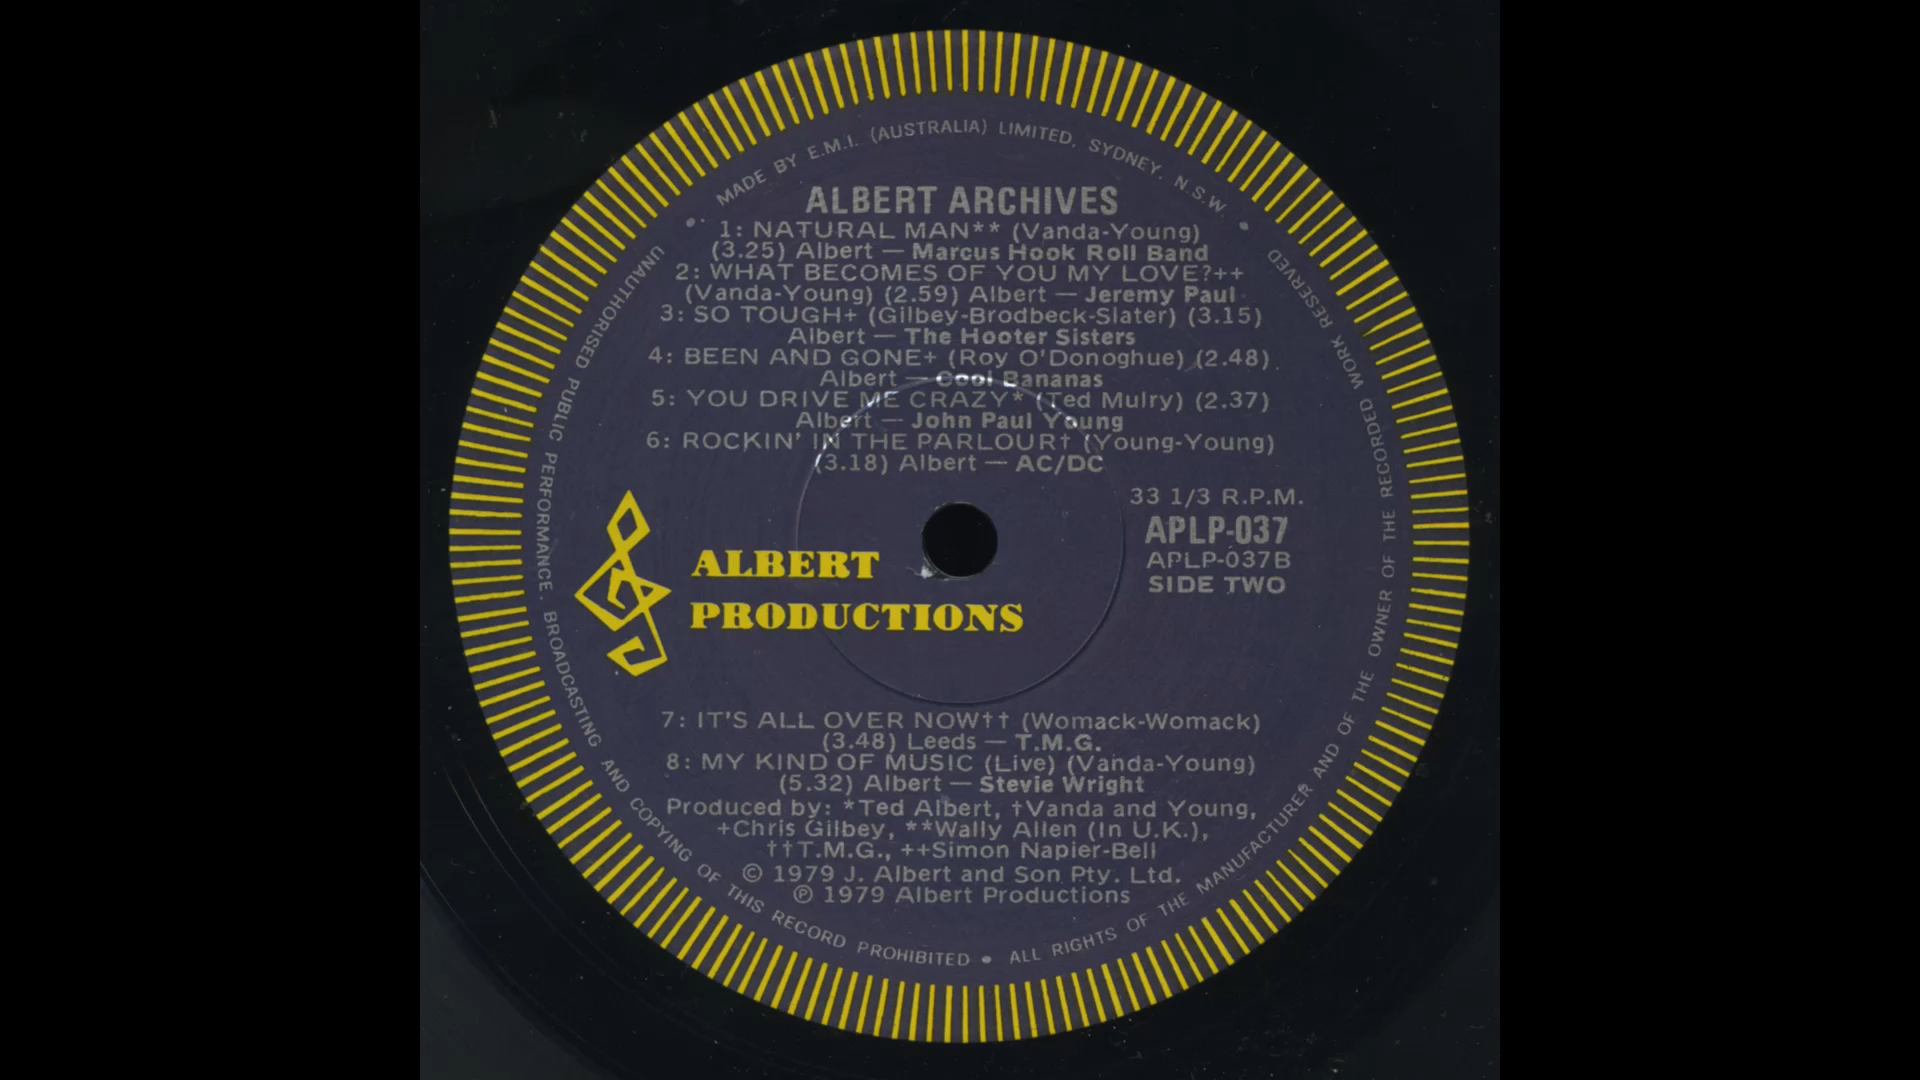 MADE BY E.M.I. (AUSTRALIA) LIMITED, SYDNEY, N.S.W.
ALBERT ARCHIVES
1: NATURAL MAN** (Vanda-Young)
(3.25) Albert — Marcus Hook Roll Band
2: WHAT BECOMES OF YOU MY LOVE?++
(Vanda-Young) (2.59) Albert — Jeremy Paul
3: SO TOUGH+ (Gilbey-Brodbeck-Slater) (3.15)
Albert — The Hooter Sisters
4: BEEN AND GONE+ (Roy O'Donoghue) (2.48)
Albert — Cool Bananas
5: YOU DRIVE ME CRAZY* (Ted Mulry) (2.37)
Albert — John Paul Young
6: ROCKIN' IN THE PARLOUR† (Young-Young)
(3.18) Albert — AC/DC
33 1/3 R.P.M.
APLP-037
APLP-037B
SIDE TWO
ALBERT
PRODUCTIONS
7: IT'S ALL OVER NOW†† (Womack-Womack)
(3.48) Leeds — T.M.G.
8: MY KIND OF MUSIC (Live) (Vanda-Young)
(5.32) Albert — Stevie Wright
Produced by: *Ted Albert, †Vanda and Young,
+Chris Gilbey, **Wally Allen (In U.K.),
††T.M.G., ++Simon Napier-Bell
© 1979 J. Albert and Son Pty. Ltd.
℗ 1979 Albert Productions
UNAUTHORISED PUBLIC PERFORMANCE, BROADCASTING AND COPYING OF THIS RECORD PROHIBITED • ALL RIGHTS OF THE MANUFACTURER AND OF THE OWNER OF THE RECORDED WORK RESERVED